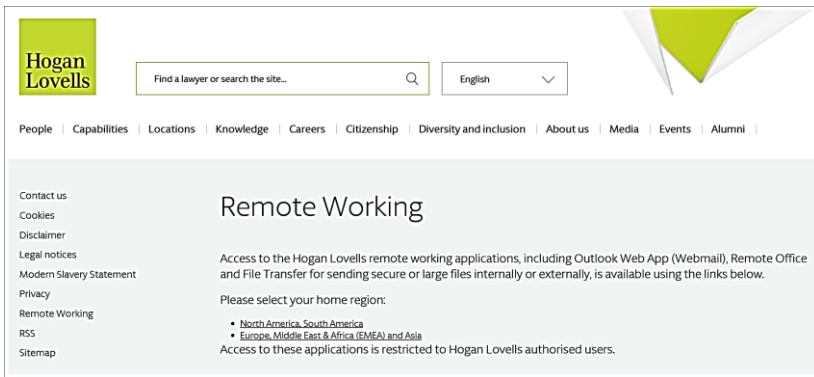 Hogan
Lovells
Find a lawyer or search the site...
English
People
Capabilities
Locations
Knowledge
Careers
Citizenship
Diversity and inclusion
About us
Media
Events
Alumni
Contact us
Cookies
Disclaimer
Legal notices
Modern Slavery Statement
Privacy
Remote Working
RSS
Sitemap
Remote Working
Access to the Hogan Lovells remote working applications, including Outlook Web App (Webmail), Remote Office
and File Transfer for sending secure or large files internally or externally, is available using the links below.
Please select your home region:
• North America, South America
• Europe, Middle East & Africa (EMEA) and Asia
Access to these applications is restricted to Hogan Lovells authorised users.